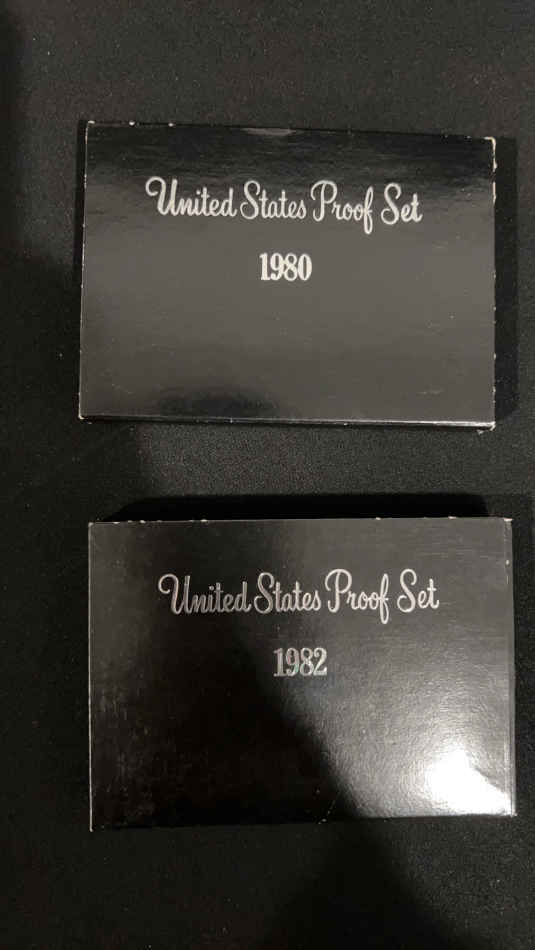 United States Proof Set
1980
United States Proof Set
1982